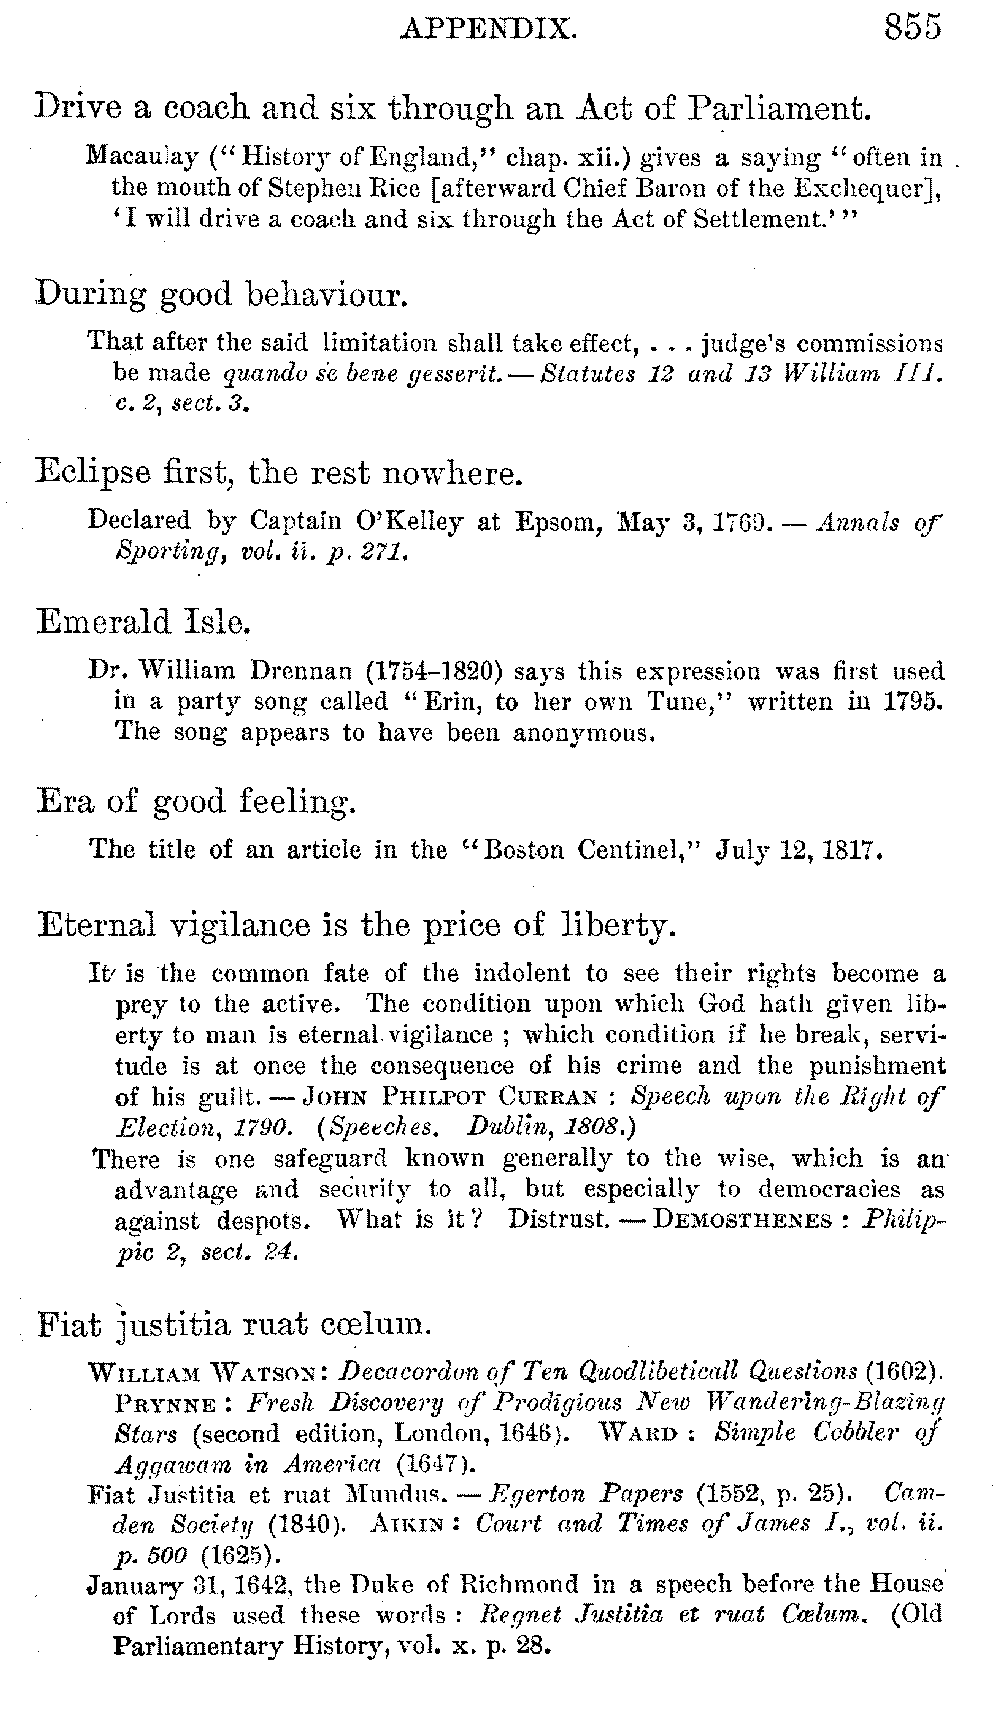 APPENDIX. 855
Drive a coach and six through an Act of Parliament.
Macaulay (“History of England,” chap. xii.) gives a saying “often in
the mouth of Stephen Rice [afterward Chief Baron of the Exchequer],
‘I will drive a coach and six through the Act of Settlement.’”
During good behaviour.
That after the said limitation shall take effect, . . . judge's commissions
be made quando se bene gesserit. — Statutes 12 and 13 William III.
c. 2, sect. 3.
Eclipse first, the rest nowhere.
Declared by Captain O'Kelley at Epsom, May 3, 1769. — Annals of
Sporting, vol. ii. p. 271.
Emerald Isle.
Dr. William Drennan (1754–1820) says this expression was first used
in a party song called “Erin, to her own Tune,” written in 1795.
The song appears to have been anonymous.
Era of good feeling.
The title of an article in the “Boston Centinel,” July 12, 1817.
Eternal vigilance is the price of liberty.
It is the common fate of the indolent to see their rights become a
prey to the active. The condition upon which God hath given lib-
erty to man is eternal vigilance ; which condition if he break, servi-
tude is at once the consequence of his crime and the punishment
of his guilt. — JOHN PHILPOT CURRAN : Speech upon the Right of
Election, 1790. (Speeches. Dublin, 1808.)
There is one safeguard known generally to the wise, which is an
advantage and security to all, but especially to democracies as
against despots. What is it ? Distrust. — DEMOSTHENES : Philip-
pic 2, sect. 24.
Fiat justitia ruat cœlum.
WILLIAM WATSON : Decacordon of Ten Quodlibeticall Questions (1602).
PRYNNE : Fresh Discovery of Prodigious New Wandering-Blazing
Stars (second edition, London, 1646). WARD : Simple Cobbler of
Aggawam in America (1647).
Fiat Justitia et ruat Mundus. — Egerton Papers (1552, p. 25). Cam-
den Society (1840). AIKIN : Court and Times of James I., vol. ii.
p. 500 (1625).
January 31, 1642, the Duke of Richmond in a speech before the House
of Lords used these words : Regnet Justitia et ruat Cœlum. (Old
Parliamentary History, vol. x. p. 28.